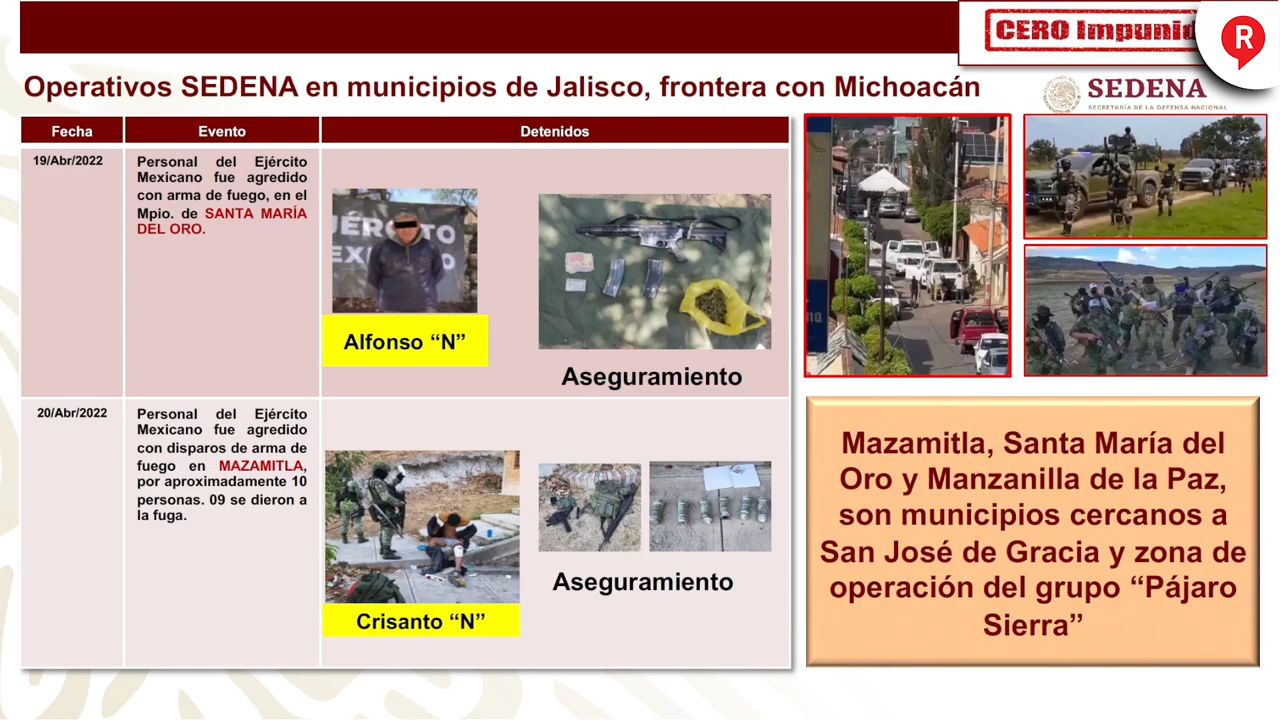 CERO Impunid
R
Operativos SEDENA en municipios de Jalisco, frontera con Michoacán
SEDENA
SECRETARÍA DE LA DEFENSA NACIONAL
Fecha
Evento
Detenidos
19/Abr/2022
Personal del Ejército
Mexicano fue agredido
con arma de fuego, en el
Mpio. de SANTA MARÍA
DEL ORO.
Alfonso “N”
Aseguramiento
20/Abr/2022
Personal del Ejército
Mexicano fue agredido
con disparos de arma de
fuego en MAZAMITLA,
por aproximadamente 10
personas. 09 se dieron a
la fuga.
Crisanto “N”
Aseguramiento
Mazamitla, Santa María del
Oro y Manzanilla de la Paz,
son municipios cercanos a
San José de Gracia y zona de
operación del grupo “Pájaro
Sierra”